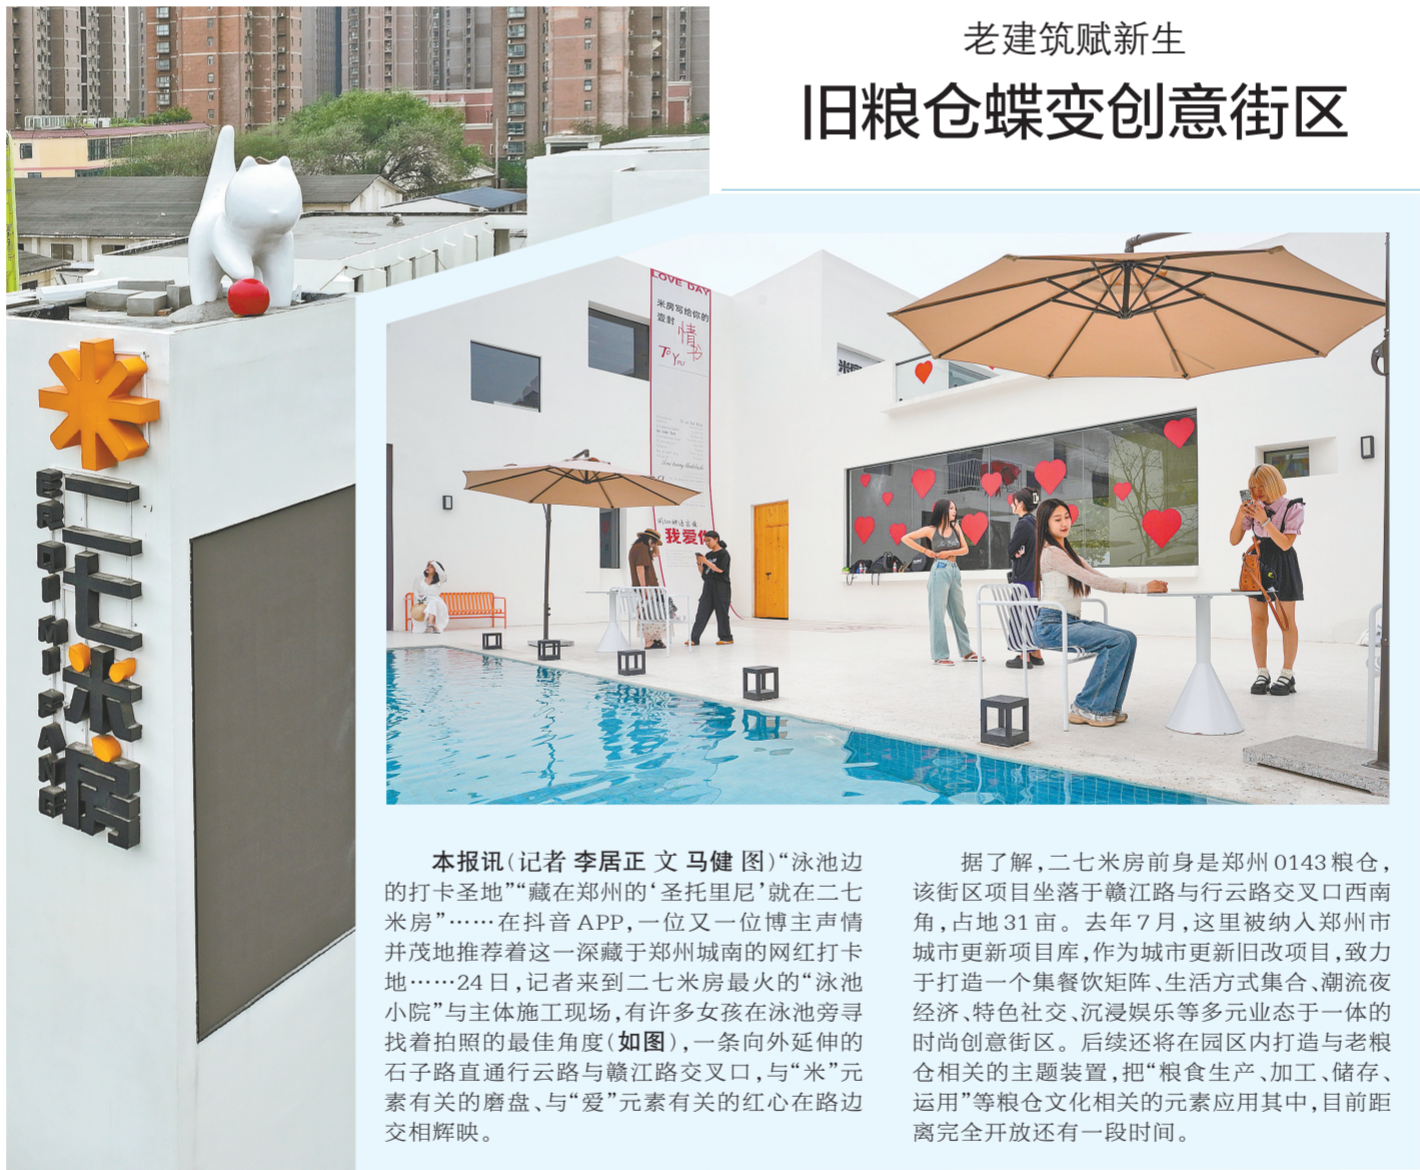 老建筑赋新生
旧粮仓蝶变创意街区
二七米房
LOVE DAY
米房写给你的
壹封
情书
To You
我爱你
本报讯(记者 李居正 文 马健 图)“泳池边
的打卡圣地”“藏在郑州的‘圣托里尼’就在二七
米房”……在抖音APP,一位又一位博主声情
并茂地推荐着这一深藏于郑州城南的网红打卡
地……24日,记者来到二七米房最火的“泳池
小院”与主体施工现场,有许多女孩在泳池旁寻
找着拍照的最佳角度(如图),一条向外延伸的
石子路直通行云路与赣江路交叉口,与“米”元
素有关的磨盘、与“爱”元素有关的红心在路边
交相辉映。
据了解,二七米房前身是郑州0143粮仓,
该街区项目坐落于赣江路与行云路交叉口西南
角,占地31亩。去年7月,这里被纳入郑州市
城市更新项目库,作为城市更新旧改项目,致力
于打造一个集餐饮矩阵、生活方式集合、潮流夜
经济、特色社交、沉浸娱乐等多元业态于一体的
时尚创意街区。后续还将在园区内打造与老粮
仓相关的主题装置,把“粮食生产、加工、储存、
运用”等粮仓文化相关的元素应用其中,目前距
离完全开放还有一段时间。